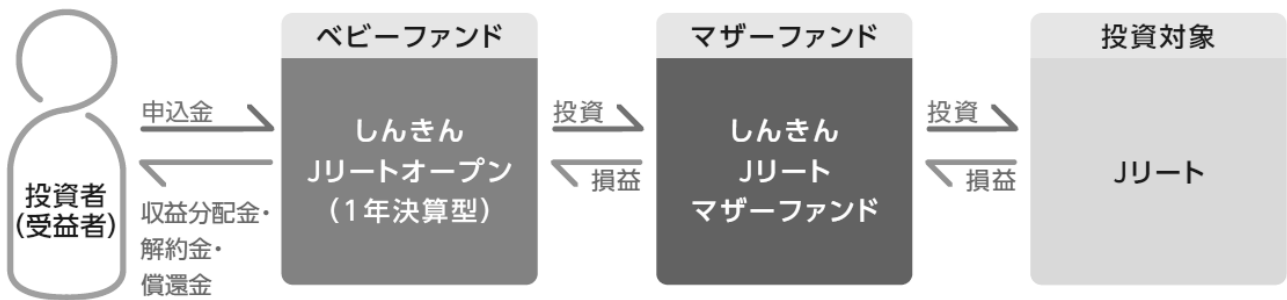 投資者
(受益者)
申込金
収益分配金・
解約金・
償還金
ベビーファンド
しんきん
Jリートオープン
(1年決算型)
投資
損益
マザーファンド
しんきん
Jリート
マザーファンド
投資
損益
投資対象
Jリート